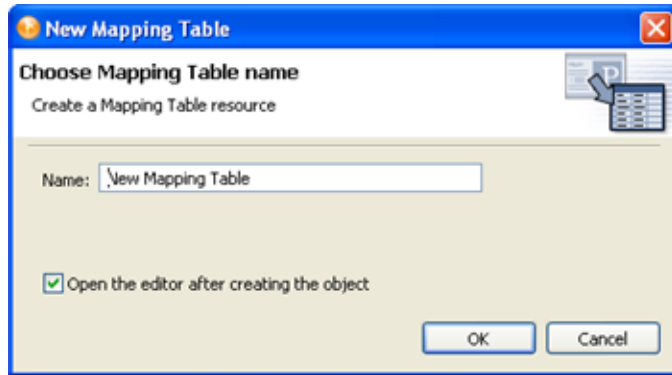 New Mapping Table
Choose Mapping Table name
Create a Mapping Table resource
Name: New Mapping Table
Open the editor after creating the object
OK Cancel